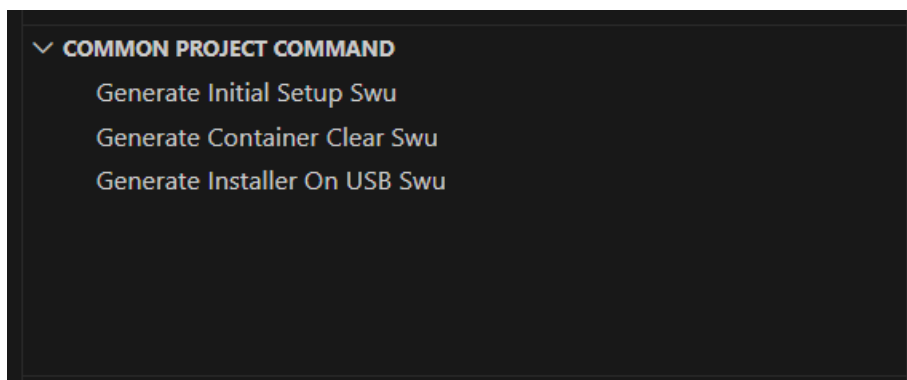 COMMON PROJECT COMMAND
Generate Initial Setup Swu
Generate Container Clear Swu
Generate Installer On USB Swu